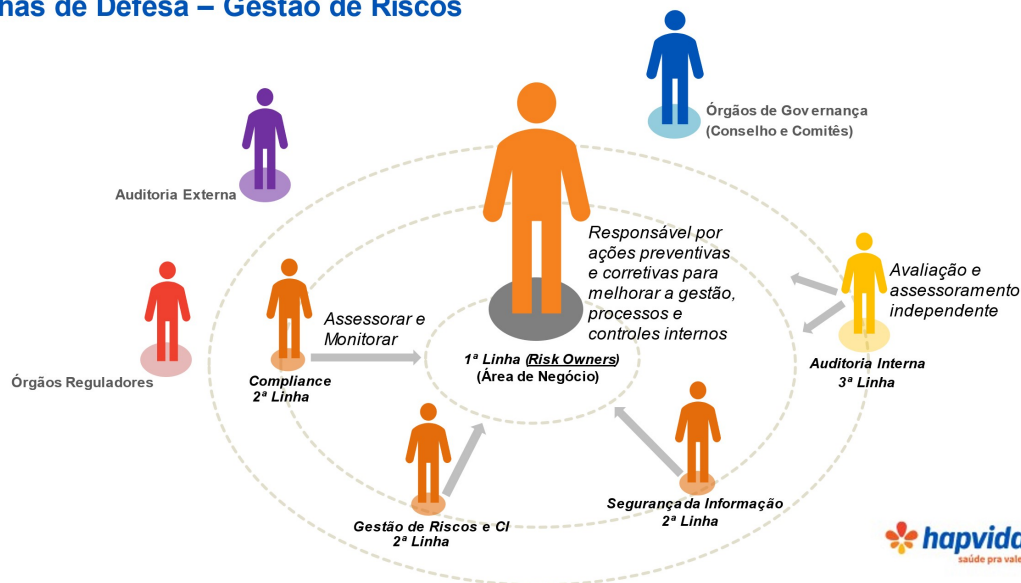 nhas de Defesa – Gestão de Riscos
Órgãos de Governança
(Conselho e Comitês)
Auditoria Externa
Responsável por
ações preventivas
e corretivas para
melhorar a gestão,
processos e
controles internos
Avaliação e
assessoramento
independente
Assessorar e
Monitorar
1ª Linha (Risk Owners)
(Área de Negócio)
Auditoria Interna
3ª Linha
Órgãos Reguladores
Compliance
2ª Linha
Segurança da Informação
2ª Linha
Gestão de Riscos e CI
2ª Linha
hapvida
saúde pra vale